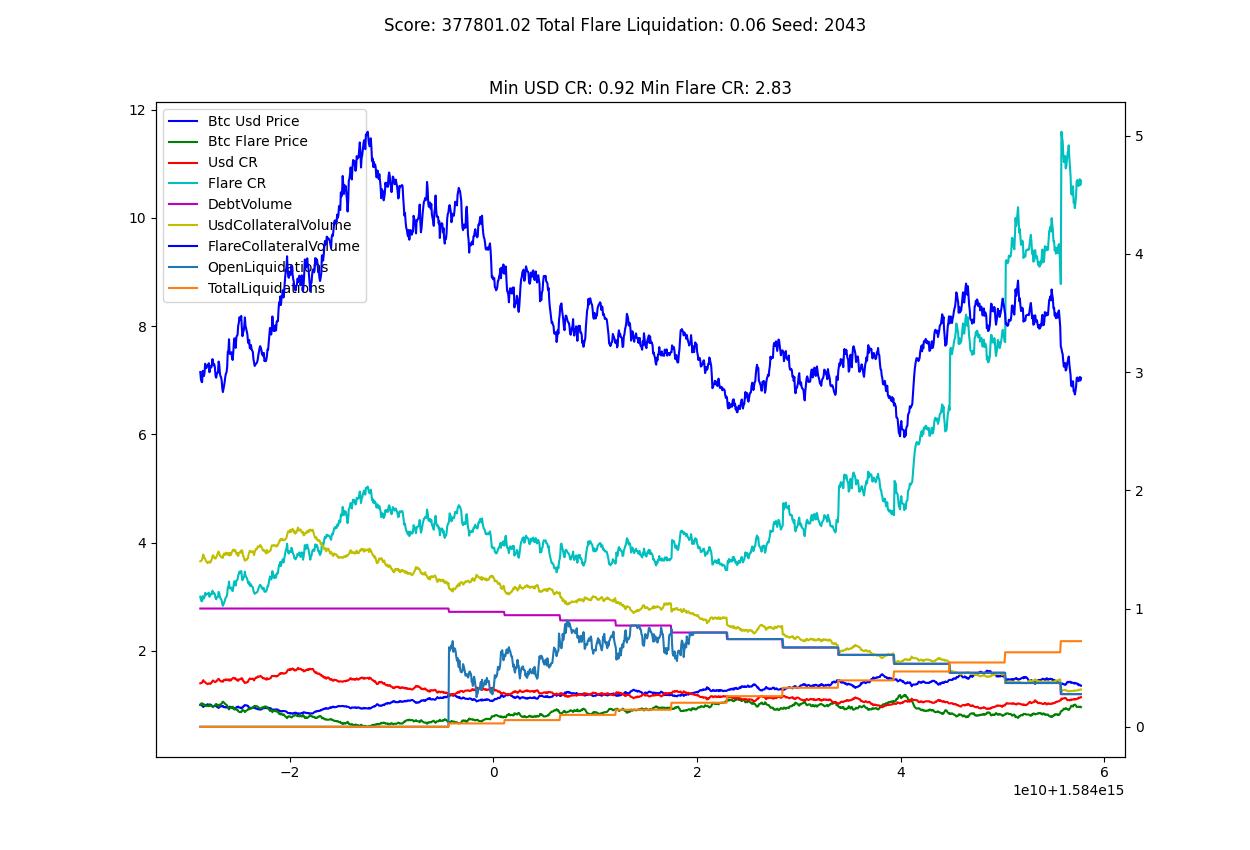 Score: 377801.02 Total Flare Liquidation: 0.06 Seed: 2043
Min USD CR: 0.92 Min Flare CR: 2.83
Btc Usd Price
Btc Flare Price
Usd CR
Flare CR
DebtVolume
UsdCollateralVolume
FlareCollateralVolume
OpenLiquidations
TotalLiquidations
12
10
8
6
4
2
5
4
3
2
1
0
−2
0
2
4
6
1e10+1.584e15